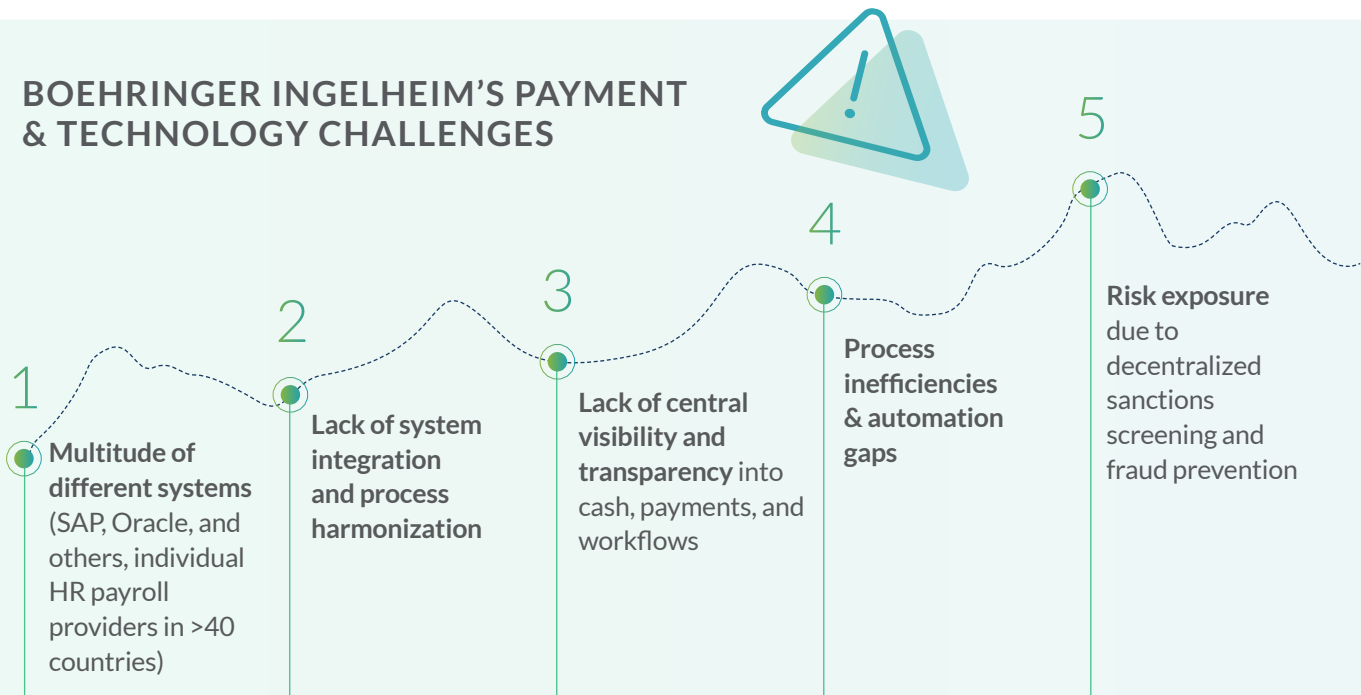 BOEHRINGER INGELHEIM’S PAYMENT
& TECHNOLOGY CHALLENGES
1
Multitude of
different systems
(SAP, Oracle, and
others, individual
HR payroll
providers in >40
countries)
2
Lack of system
integration
and process
harmonization
3
Lack of central
visibility and
transparency into
cash, payments, and
workflows
4
Process
inefficiencies
& automation
gaps
5
Risk exposure
due to
decentralized
sanctions
screening and
fraud prevention